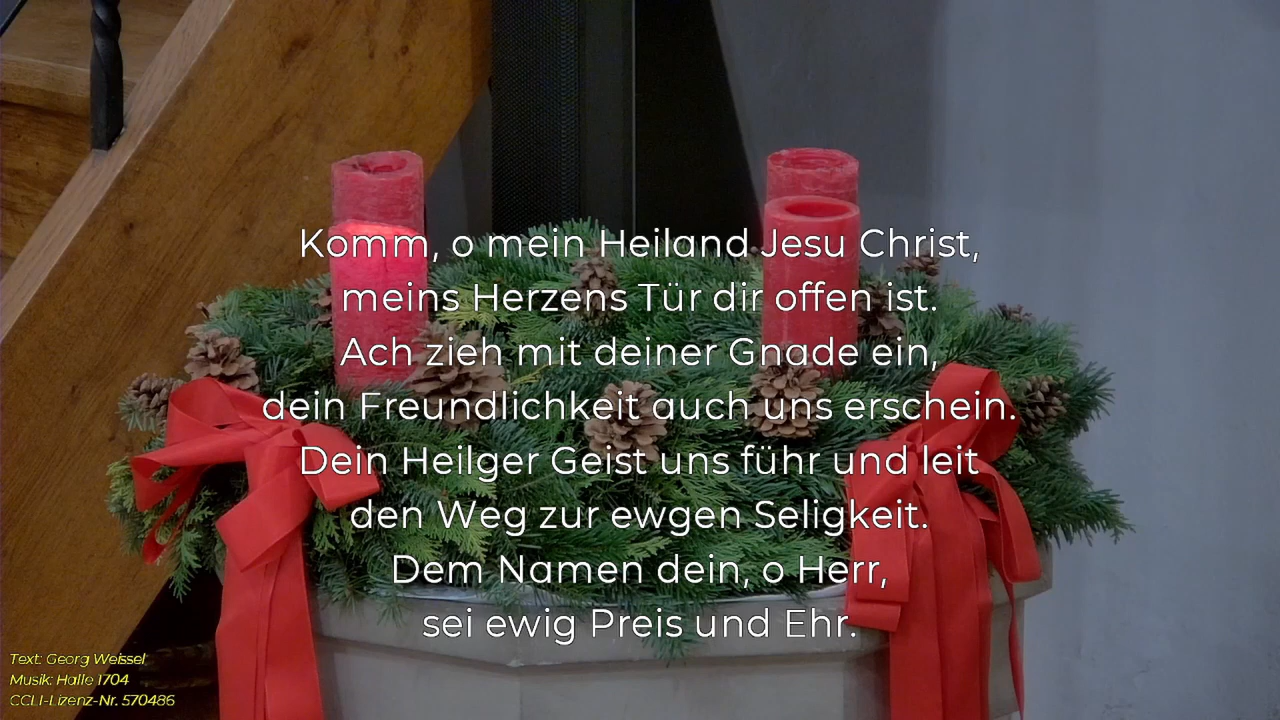 Komm, o mein Heiland Jesu Christ,
meins Herzens Tür dir offen ist.
Ach zieh mit deiner Gnade ein,
dein Freundlichkeit auch uns erschein.
Dein Heilger Geist uns führ und leit
den Weg zur ewgen Seligkeit.
Dem Namen dein, o Herr,
sei ewig Preis und Ehr.
Text: Georg Weissel
Musik: Halle 1704
CCLI-Lizenz-Nr. 570486